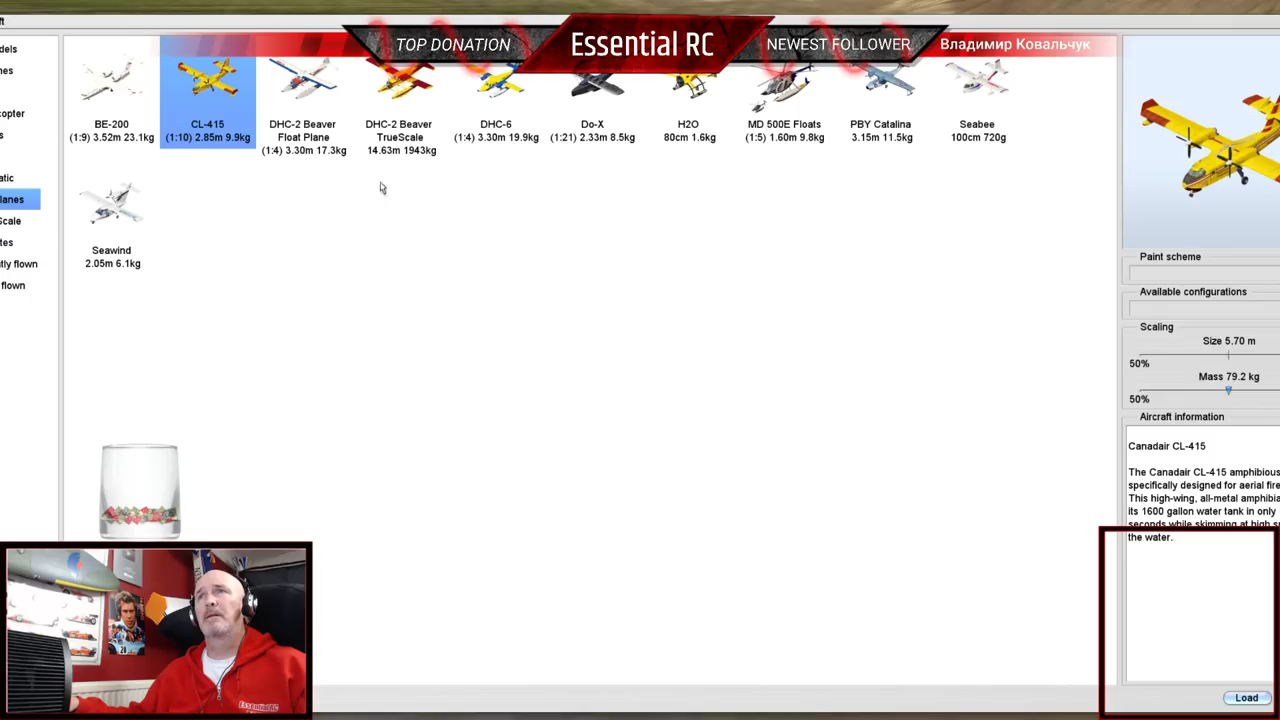 ft
TOP DONATION
Essential RC
NEWEST FOLLOWER
Владимир Ковальчук
dels
nes
copter
s
atic
lanes
Scale
tes
tly flown
flown
BE-200
(1:9) 3.52m 23.1kg
CL-415
(1:10) 2.85m 9.9kg
DHC-2 Beaver
Float Plane
(1:4) 3.30m 17.3kg
DHC-2 Beaver
TrueScale
14.63m 1943kg
DHC-6
(1:4) 3.30m 19.9kg
Do-X
(1:21) 2.33m 8.5kg
H2O
80cm 1.6kg
MD 500E Floats
(1:5) 1.60m 9.8kg
PBY Catalina
3.15m 11.5kg
Seabee
100cm 720g
Seawind
2.05m 6.1kg
Paint scheme
Available configurations
Scaling
Size 5.70 m
50%
Mass 79.2 kg
50%
Aircraft information
Canadair CL-415
The Canadair CL-415 amphibious
specifically designed for aerial fire
This high-wing, all-metal amphibia
its 1600 gallon water tank in only
seconds while skimming at high s
the water.
Load
Essential RC